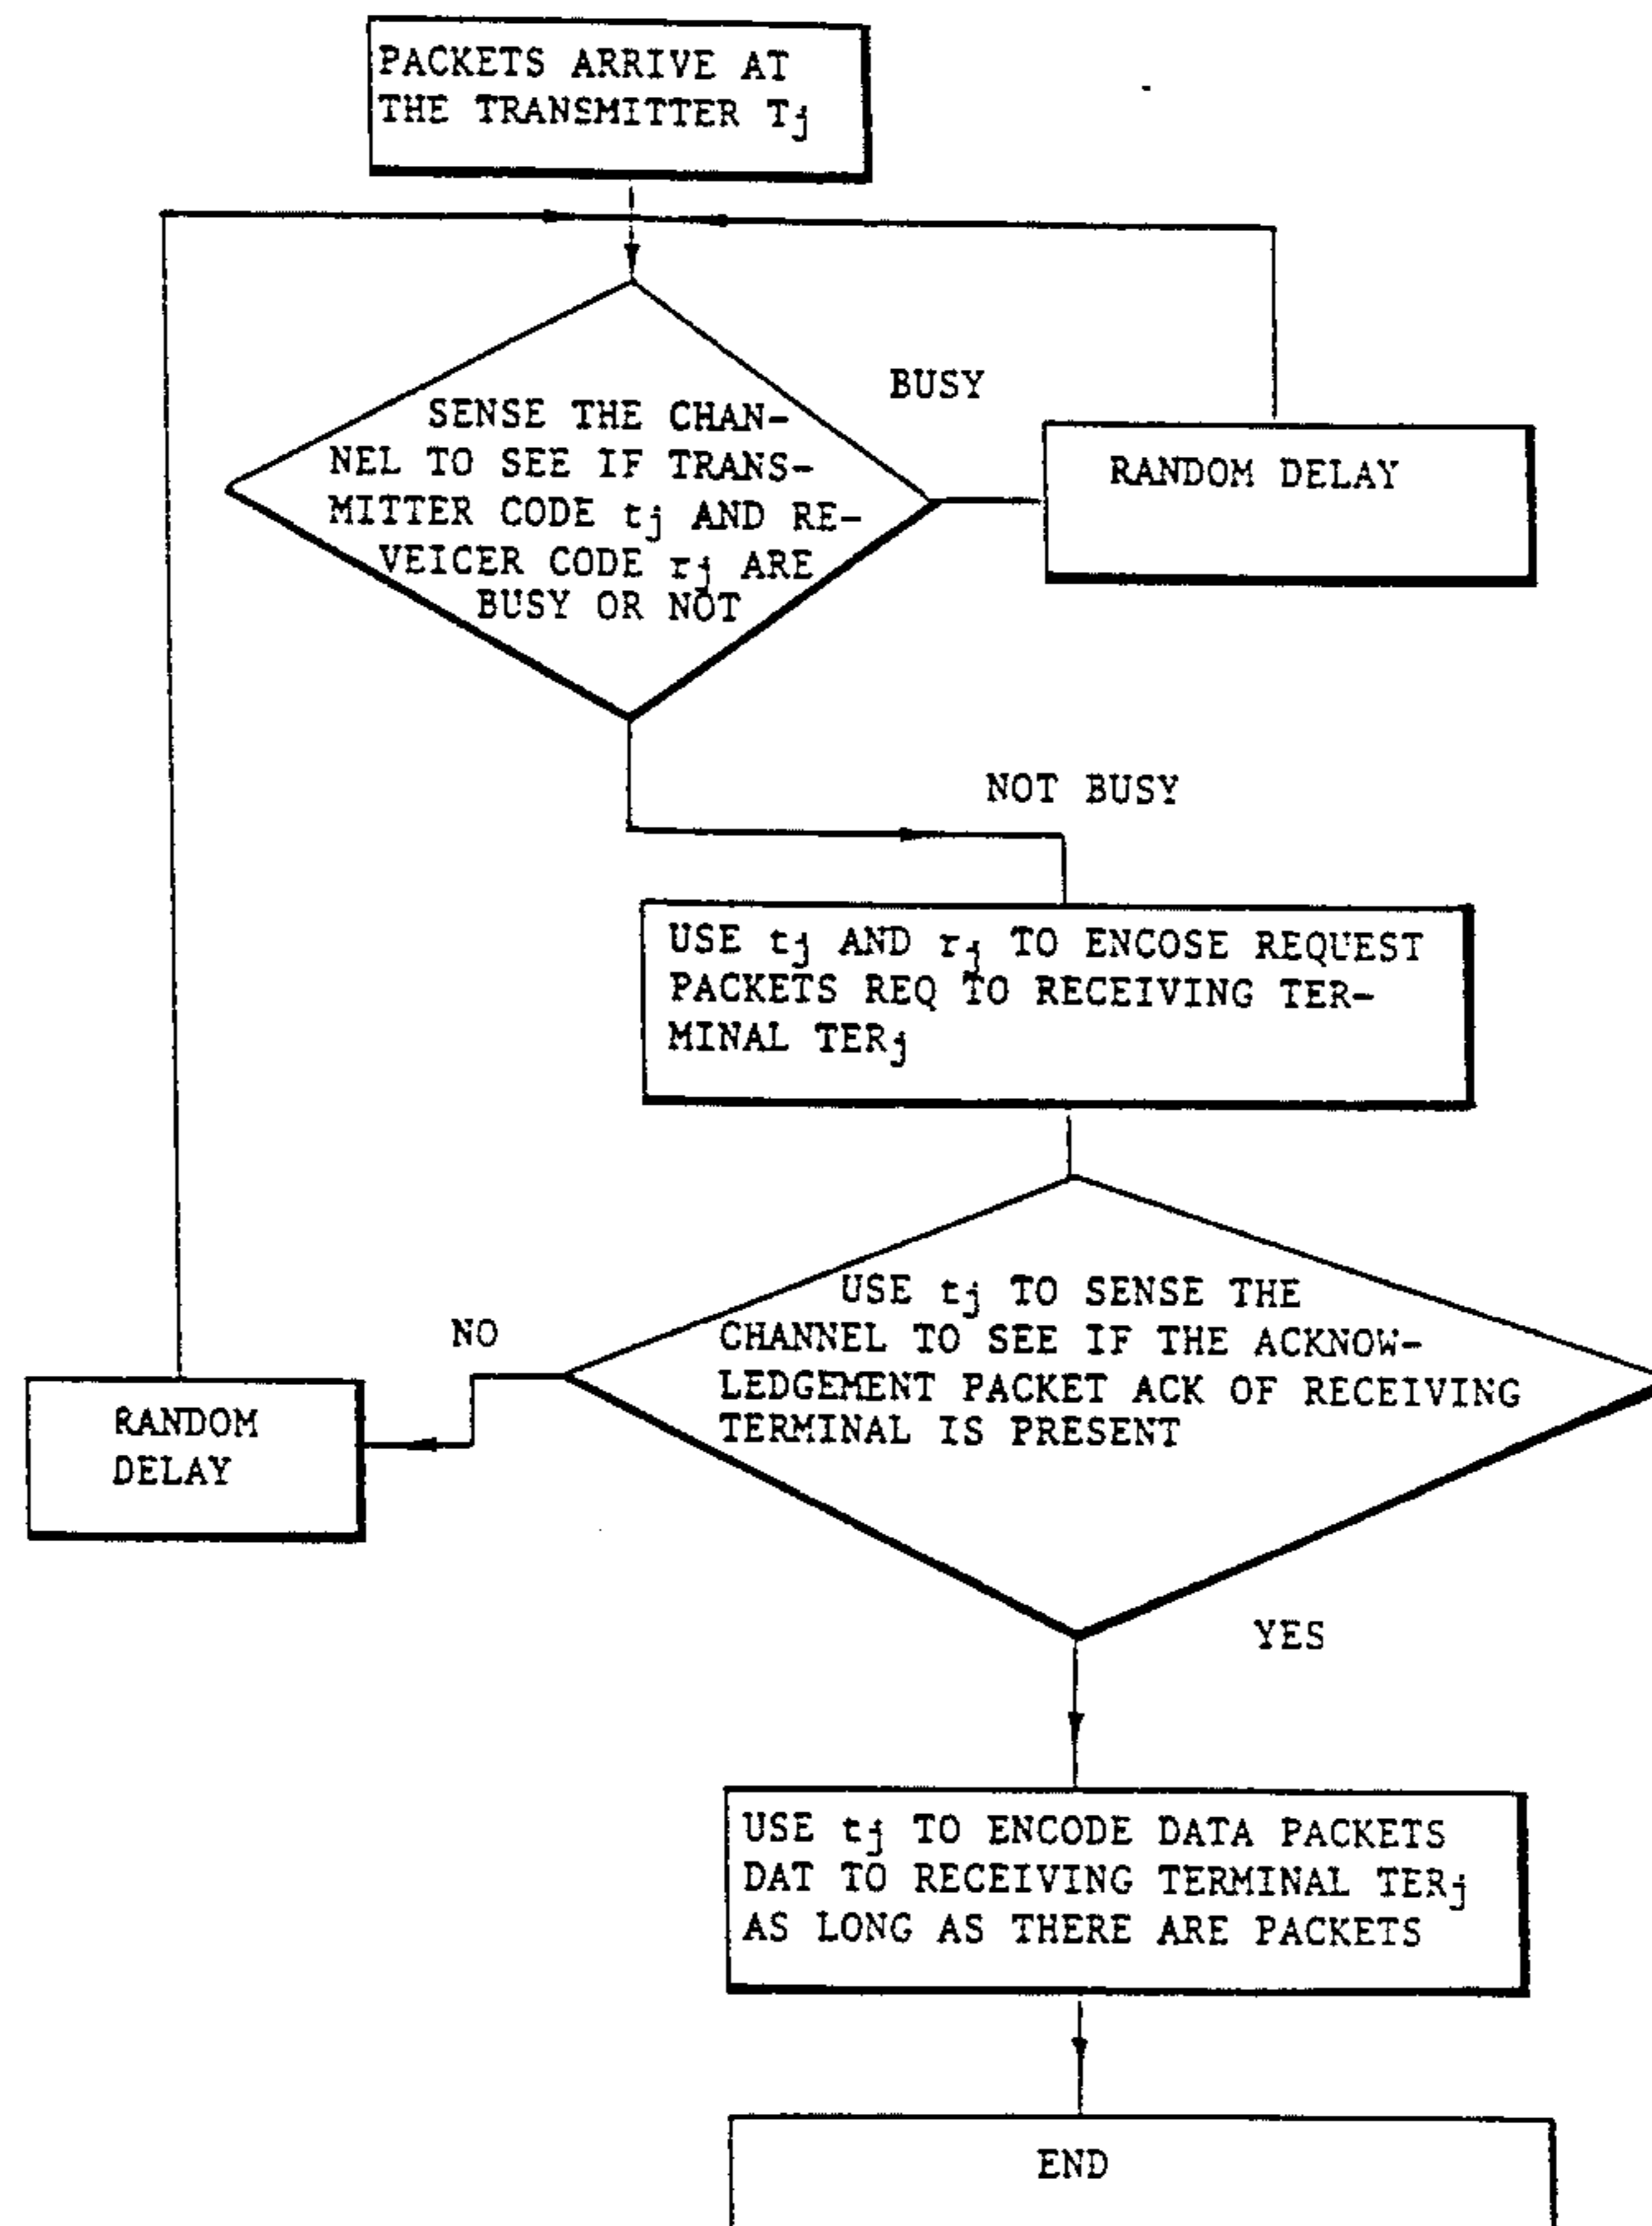 PACKETS ARRIVE AT
THE TRANSMITTER Tj
BUSY
SENSE THE CHAN-
NEL TO SEE IF TRANS-
MITTER CODE tj AND RE-
VEICER CODE rj ARE
BUSY OR NOT
RANDOM DELAY
NOT BUSY
USE tj AND rj TO ENCOSE REQUEST
PACKETS REQ TO RECEIVING TER-
MINAL TERj
USE tj TO SENSE THE
CHANNEL TO SEE IF THE ACKNOW-
LEDGEMENT PACKET ACK OF RECEIVING
TERMINAL IS PRESENT
NO
RANDOM
DELAY
YES
USE tj TO ENCODE DATA PACKETS
DAT TO RECEIVING TERMINAL TERj
AS LONG AS THERE ARE PACKETS
END